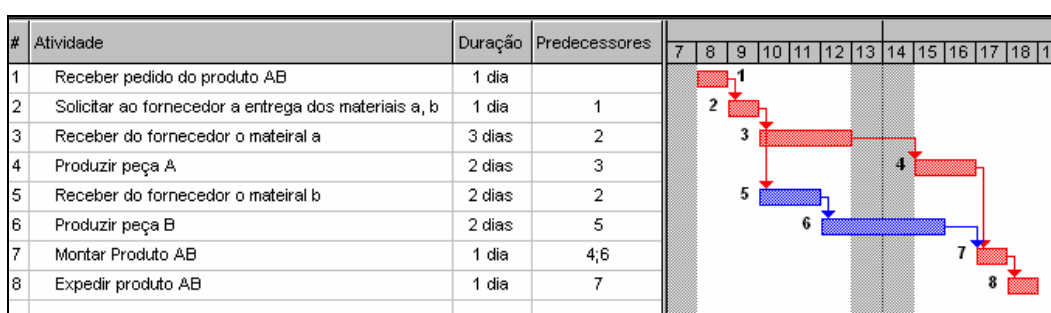 # Atividade Duração Predecessores 7 8 9 10 11 12 13 14 15 16 17 18 1
1 Receber pedido do produto AB 1 dia 1
2 Solicitar ao fornecedor a entrega dos materiais a, b 1 dia 1 2
3 Receber do fornecedor o mateiral a 3 dias 2 3
4 Produzir peça A 2 dias 3 4
5 Receber do fornecedor o mateiral b 2 dias 2 5
6 Produzir peça B 2 dias 5 6
7 Montar Produto AB 1 dia 4;6 7
8 Expedir produto AB 1 dia 7 8